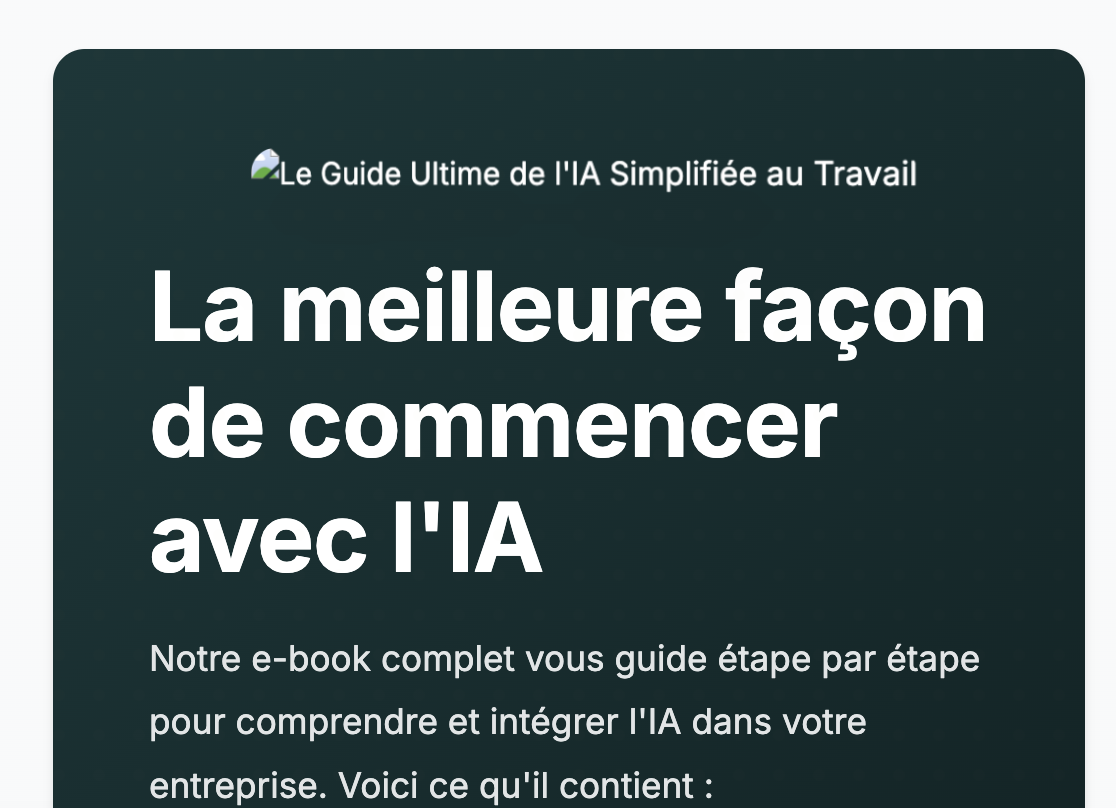 Le Guide Ultime de l'IA Simplifiée au Travail
La meilleure façon
de commencer
avec l'IA
Notre e-book complet vous guide étape par étape
pour comprendre et intégrer l'IA dans votre
entreprise. Voici ce qu'il contient :